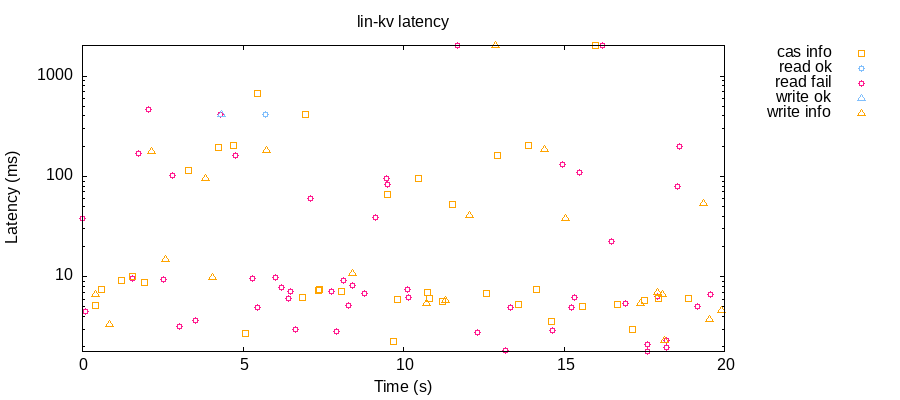 lin-kv latency
cas info
read ok
read fail
write ok
write info
1000
100
10
Latency (ms)
0 5 10 15 20
Time (s)